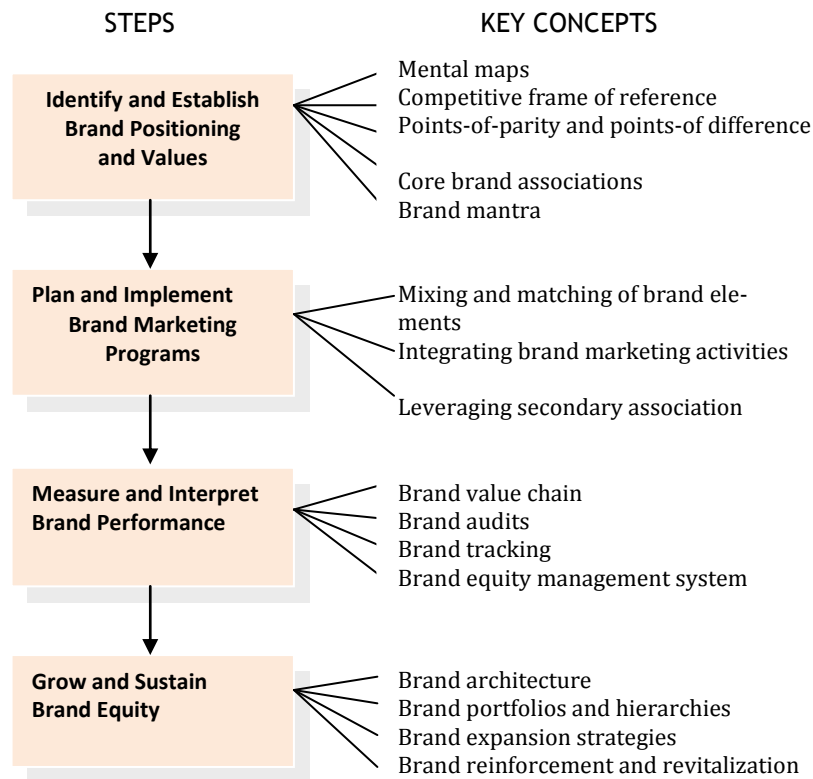 STEPS
KEY CONCEPTS
Identify and Establish
Brand Positioning
and Values
Mental maps
Competitive frame of reference
Points-of-parity and points-of difference
Core brand associations
Brand mantra
Plan and Implement
Brand Marketing
Programs
Mixing and matching of brand ele-
ments
Integrating brand marketing activities
Leveraging secondary association
Measure and Interpret
Brand Performance
Brand value chain
Brand audits
Brand tracking
Brand equity management system
Grow and Sustain
Brand Equity
Brand architecture
Brand portfolios and hierarchies
Brand expansion strategies
Brand reinforcement and revitalization